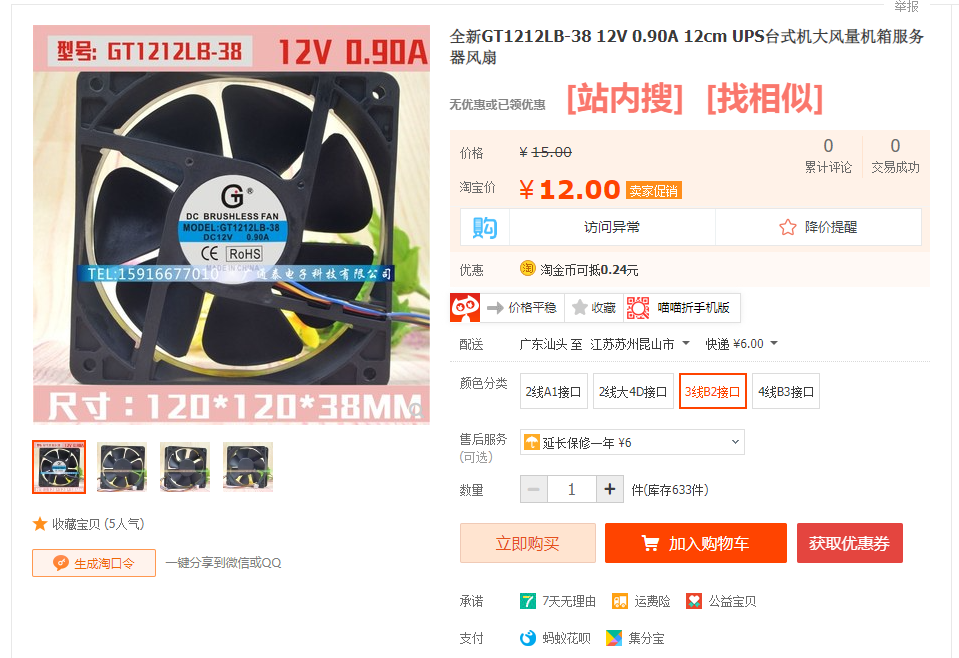 举报
型号: GT1212LB-38 12V 0.90A
G ®
DC BRUSHLESS FAN
MODEL:GT1212LB-38
DC12V 0.90A
CE RoHS
MADE IN CHINA
TEL:15916677010
通泰电子科技有限公司
尺寸：120*120*38MM
收藏宝贝 (5人气)
生成淘口令
一键分享到微信或QQ
全新GT1212LB-38 12V 0.90A 12cm UPS台式机大风量机箱服务
器风扇
无优惠或已领优惠 [站内搜] [找相似]
价格 ¥ 15.00
0 0
累计评论 交易成功
淘宝价 ¥ 12.00 卖家促销
购 访问异常 降价提醒
优惠 淘 淘金币可抵0.24元
价格平稳 收藏 喵喵折手机版
配送 广东汕头 至 江苏苏州昆山市 快递 ¥6.00
颜色分类 2线A1接口 2线大4D接口 3线B2接口 4线B3接口
售后服务 延长保修一年 ¥6
(可选)
数量 − 1 + 件(库存633件)
立即购买 加入购物车 获取优惠券
承诺 7 7天无理由 运费险 公益宝贝
支付 蚂蚁花呗 集分宝